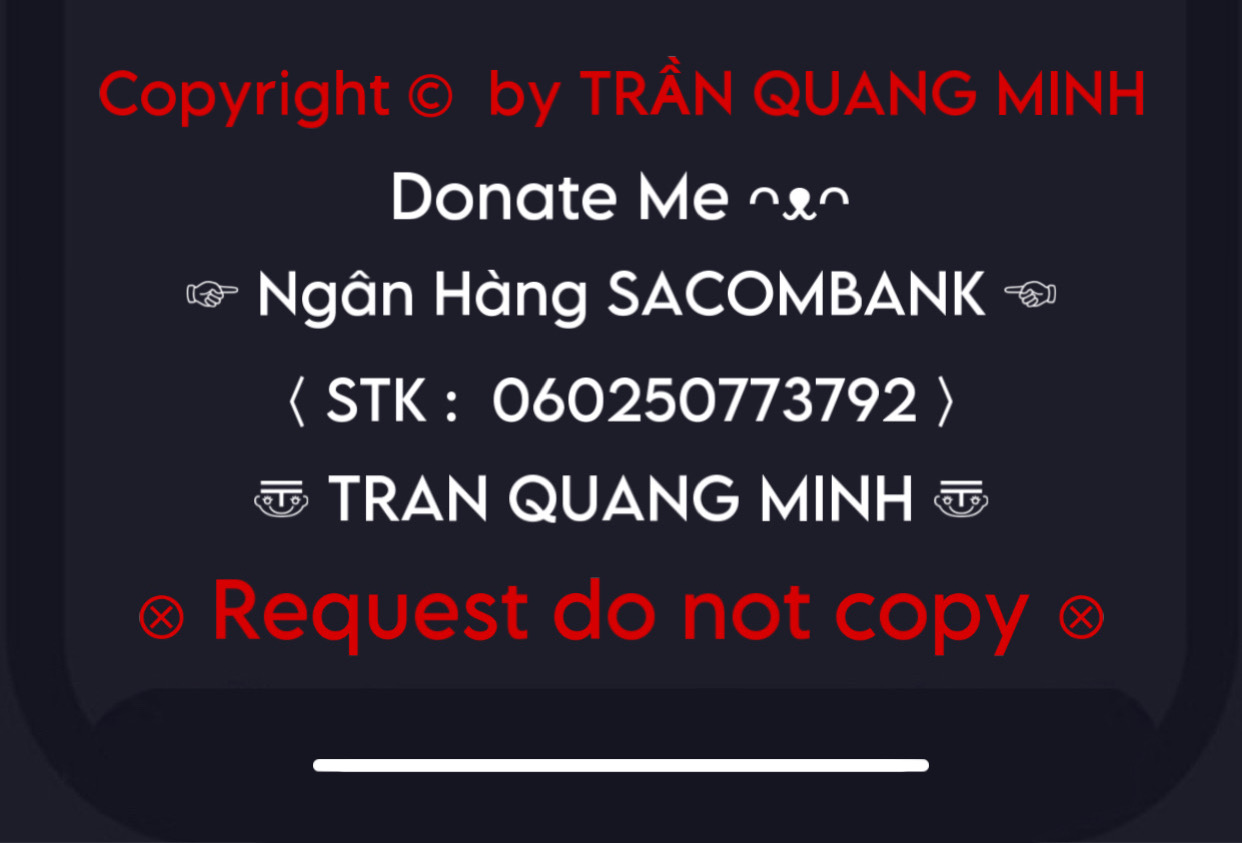 Copyright © by TRẦN QUANG MINH
Donate Me ᴖᴥᴖ
☞ Ngân Hàng SACOMBANK ☜
⟨ STK : 060250773792 ⟩
TRAN QUANG MINH
⊗ Request do not copy ⊗